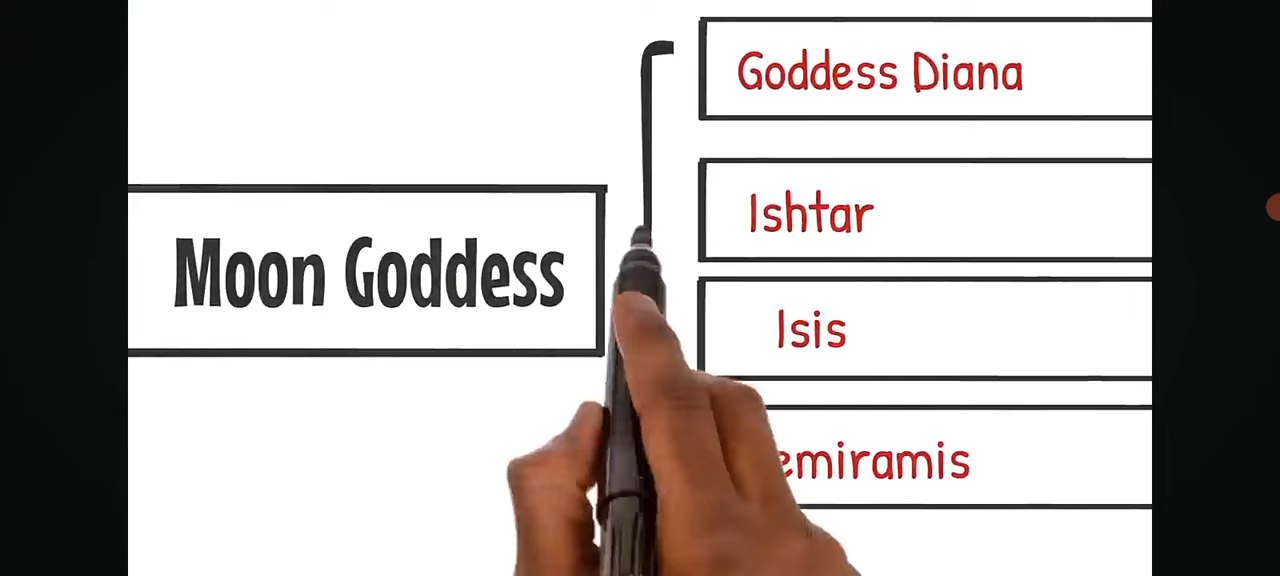 Goddess Diana
Ishtar
Moon Goddess
Isis
emiramis